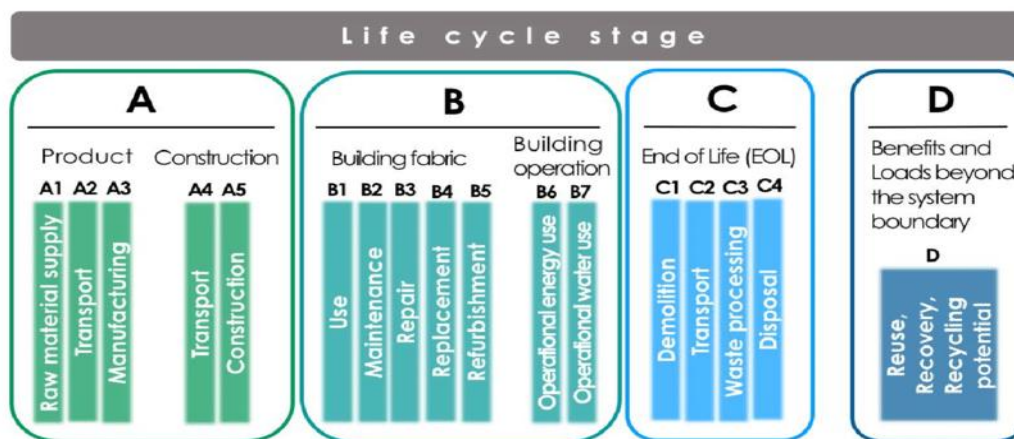 Life cycle stage
A
Product
Construction
A1 A2 A3
A4 A5
Raw material supply
Transport
Manufacturing
Transport
Construction
B
Building fabric
Building
operation
B1 B2 B3 B4 B5
B6 B7
Use
Maintenance
Repair
Replacement
Refurbishment
Operational energy use
Operational water use
C
End of Life (EOL)
C1 C2 C3 C4
Demolition
Transport
Waste processing
Disposal
D
Benefits and
Loads beyond
the system
boundary
D
Reuse,
Recovery,
Recycling
potential